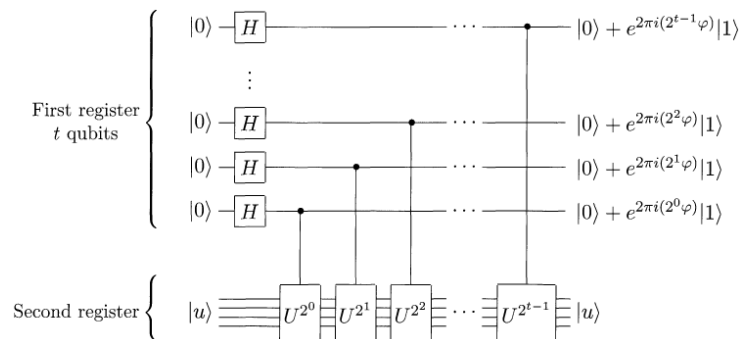 |0⟩ H ··· |0⟩ + e^{2πi(2^{t−1}φ)}|1⟩
⋮
First register
t qubits
|0⟩ H ··· |0⟩ + e^{2πi(2^2φ)}|1⟩
|0⟩ H ··· |0⟩ + e^{2πi(2^1φ)}|1⟩
|0⟩ H ··· |0⟩ + e^{2πi(2^0φ)}|1⟩
Second register |u⟩ U^{2^0} U^{2^1} U^{2^2} ··· U^{2^{t−1}} |u⟩